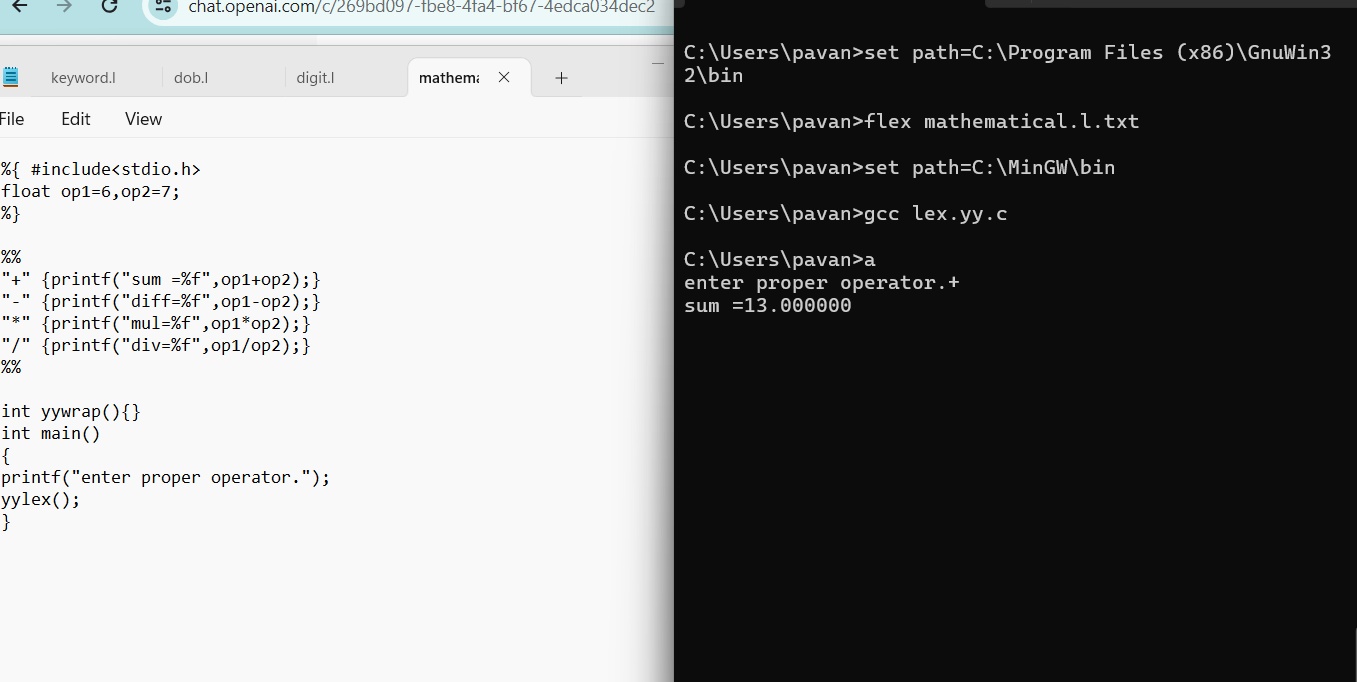 chat.openai.com/c/269bd097-fbe8-4fa4-bf67-4edca034dec2
keyword.l dob.l digit.l mathema
File Edit View
%{ #include<stdio.h>
float op1=6,op2=7;
%}
%%
"+" {printf("sum =%f",op1+op2);}
"-" {printf("diff=%f",op1-op2);}
"*" {printf("mul=%f",op1*op2);}
"/" {printf("div=%f",op1/op2);}
%%
int yywrap(){}
int main()
{
printf("enter proper operator.");
yylex();
}
C:\Users\pavan>set path=C:\Program Files (x86)\GnuWin3
2\bin
C:\Users\pavan>flex mathematical.l.txt
C:\Users\pavan>set path=C:\MinGW\bin
C:\Users\pavan>gcc lex.yy.c
C:\Users\pavan>a
enter proper operator.+
sum =13.000000